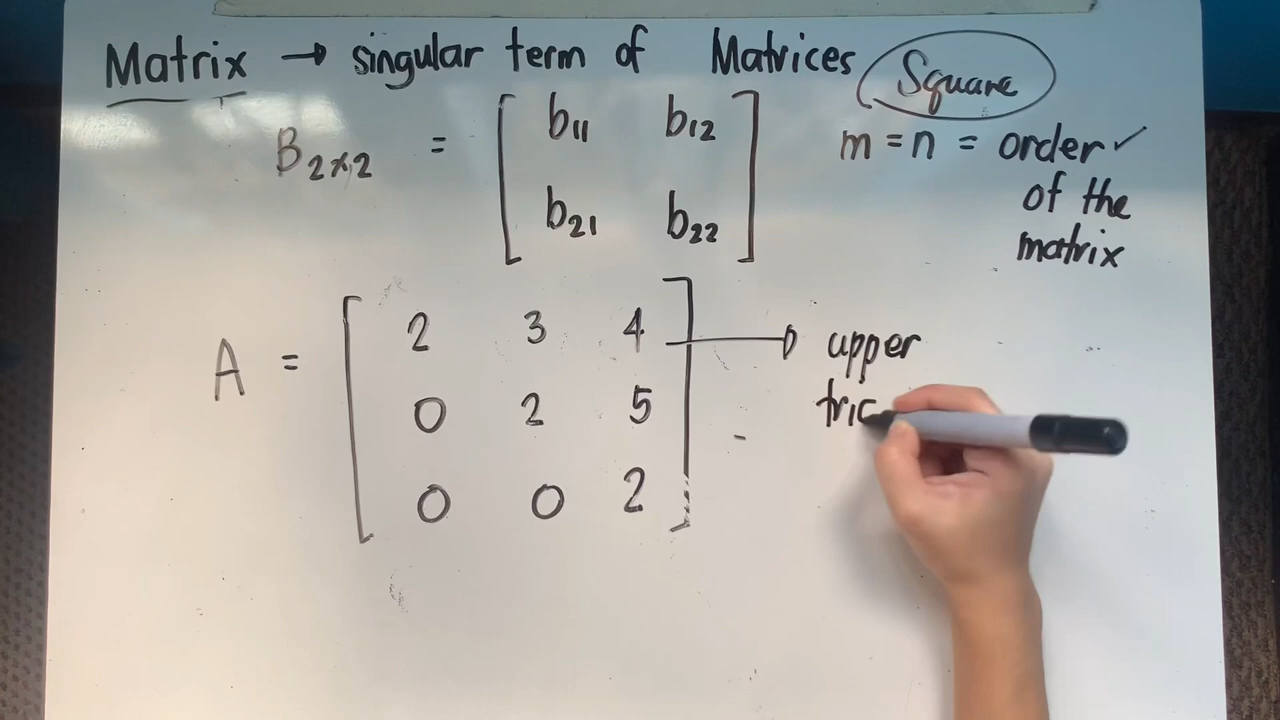 Matrix → singular term of Matrices Square
B2×2 = [ b11 b12
b21 b22 ]
m = n = order ✓
of the
matrix
A = [ 2 3 4
0 2 5
0 0 2 ]
→ upper
tric